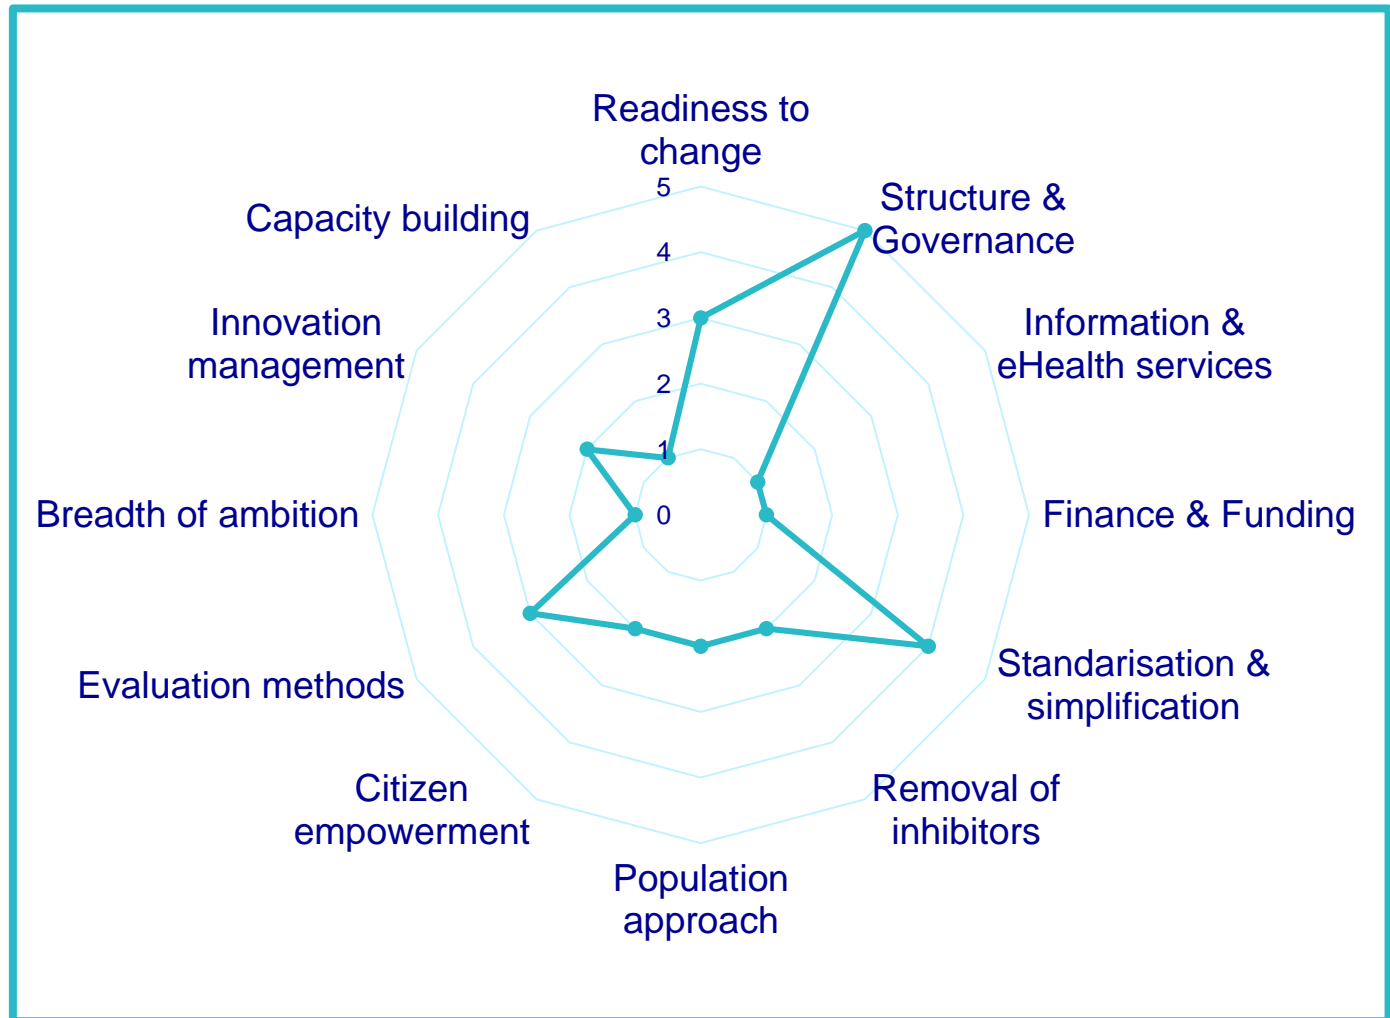 Readiness to
change
5
Structure &
Governance
Capacity building
4
Information &
eHealth services
Innovation
management
3
2
1
Breadth of ambition
0
Finance & Funding
Standarisation &
simplification
Evaluation methods
Citizen
empowerment
Removal of
inhibitors
Population
approach